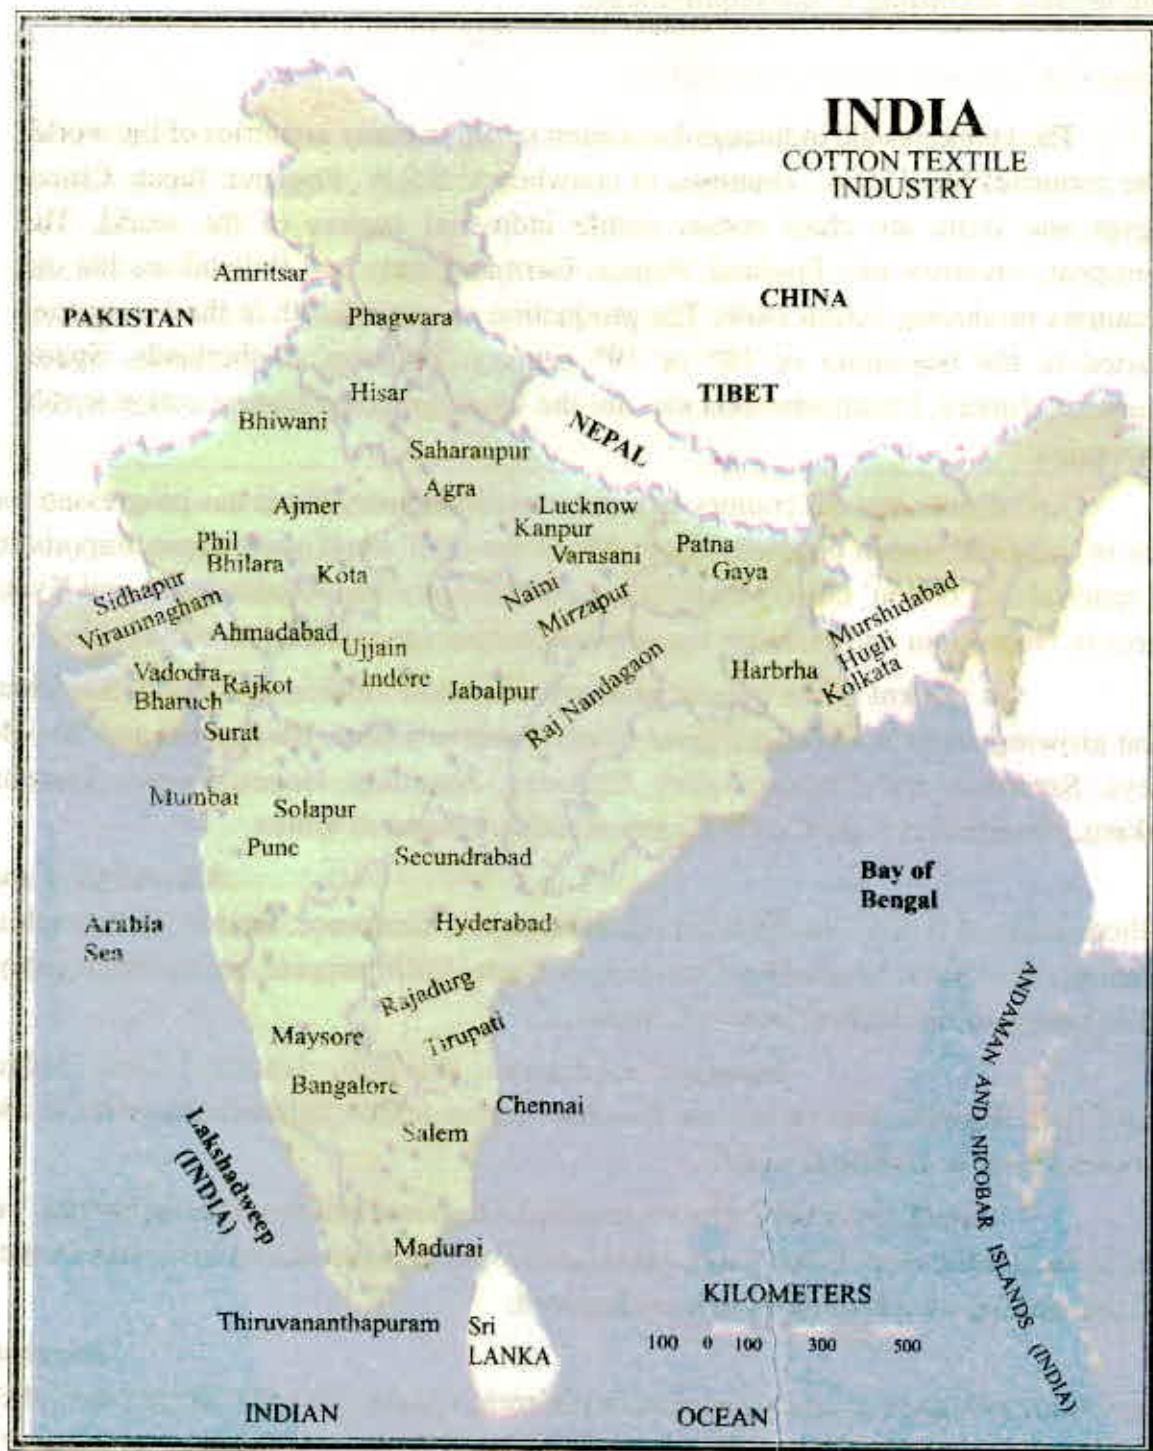 INDIA
COTTON TEXTILE
INDUSTRY
Amritsar
PAKISTAN
CHINA
Phagwara
Hisar
TIBET
Bhiwani
NEPAL
Saharanpur
Agra
Ajmer
Lucknow
Kanpur
Phil
Bhilara
Varasani
Patna
Kota
Gaya
Sidhapur
Viramnagham
Naini
Mirzapur
Murshidabad
Ahmadabad
Ujjain
Hugli
Vadodra
Rajkot
Indore
Jabalpur
Raj Nandagaon
Harbrha
Kolkata
Bharuch
Surat
Mumbai
Solapur
Pune
Secundrabad
Bay of
Bengal
Arabia
Sea
Hyderabad
Rajadurg
Maysore
Tirupati
ANDAMAN AND NICOBAR ISLANDS (INDIA)
Bangalore
Chennai
Lakshadweep
(INDIA)
Salem
Madurai
KILOMETERS
Thiruvananthapuram
Sri
LANKA
100 0 100 300 500
INDIAN
OCEAN